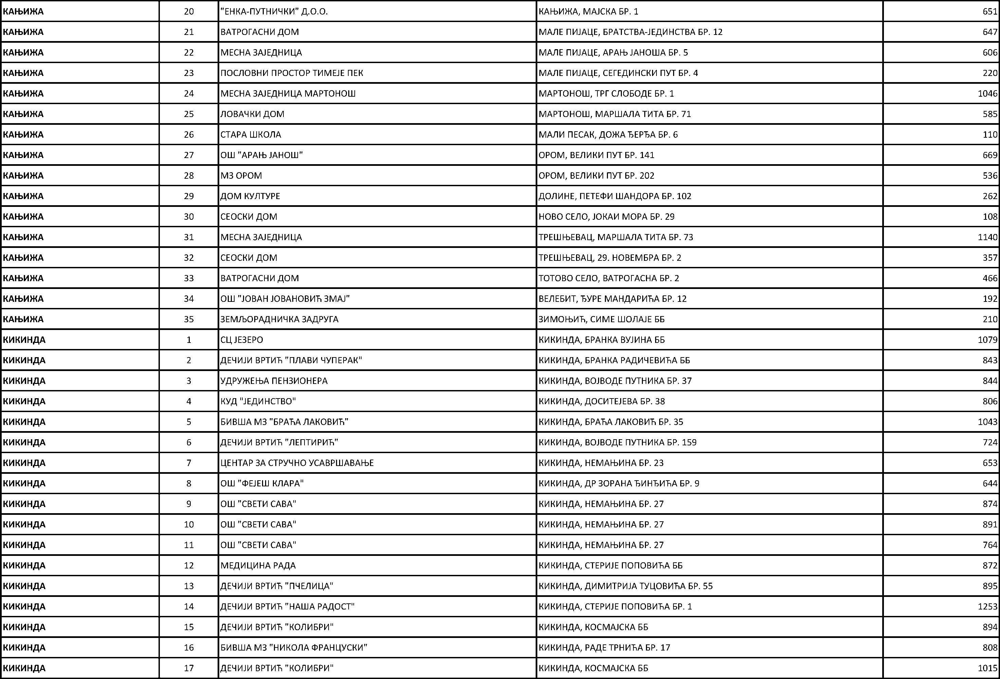 КАЊИЖА 20 "ЕНКА-ПУТНИЧКИ" Д.О.О. КАЊИЖА, МАЈСКА БР. 1 651
КАЊИЖА 21 ВАТРОГАСНИ ДОМ МАЛЕ ПИЈАЦЕ, БРАТСТВА-ЈЕДИНСТВА БР. 12 647
КАЊИЖА 22 МЕСНА ЗАЈЕДНИЦА МАЛЕ ПИЈАЦЕ, АРАЊ ЈАНОША БР. 5 606
КАЊИЖА 23 ПОСЛОВНИ ПРОСТОР ТИМЕЈЕ ПЕК МАЛЕ ПИЈАЦЕ, СЕГЕДИНСКИ ПУТ БР. 4 220
КАЊИЖА 24 МЕСНА ЗАЈЕДНИЦА МАРТОНОШ МАРТОНОШ, ТРГ СЛОБОДЕ БР. 1 1046
КАЊИЖА 25 ЛОВАЧКИ ДОМ МАРТОНОШ, МАРШАЛА ТИТА БР. 71 585
КАЊИЖА 26 СТАРА ШКОЛА МАЛИ ПЕСАК, ДОЖА ЂЕРЂА БР. 6 110
КАЊИЖА 27 ОШ "АРАЊ ЈАНОШ" ОРОМ, ВЕЛИКИ ПУТ БР. 141 669
КАЊИЖА 28 МЗ ОРОМ ОРОМ, ВЕЛИКИ ПУТ БР. 202 536
КАЊИЖА 29 ДОМ КУЛТУРЕ ДОЛИНЕ, ПЕТЕФИ ШАНДОРА БР. 102 262
КАЊИЖА 30 СЕОСКИ ДОМ НОВО СЕЛО, ЈОКАИ МОРА БР. 29 108
КАЊИЖА 31 МЕСНА ЗАЈЕДНИЦА ТРЕШЊЕВАЦ, МАРШАЛА ТИТА БР. 73 1140
КАЊИЖА 32 СЕОСКИ ДОМ ТРЕШЊЕВАЦ, 29. НОВЕМБРА БР. 2 357
КАЊИЖА 33 ВАТРОГАСНИ ДОМ ТОТОВО СЕЛО, ВАТРОГАСНА БР. 2 466
КАЊИЖА 34 ОШ "ЈОВАН ЈОВАНОВИЋ ЗМАЈ" ВЕЛЕБИТ, ЂУРЕ МАНДАРИЋА БР. 12 192
КАЊИЖА 35 ЗЕМЉОРАДНИЧКА ЗАДРУГА ЗИМОЊИЋ, СИМЕ ШОЛАЈЕ ББ 210
КИКИНДА 1 СЦ ЈЕЗЕРО КИКИНДА, БРАНКА ВУЈИНА ББ 1079
КИКИНДА 2 ДЕЧИЈИ ВРТИЋ "ПЛАВИ ЧУПЕРАК" КИКИНДА, БРАНКА РАДИЧЕВИЋА ББ 843
КИКИНДА 3 УДРУЖЕЊА ПЕНЗИОНЕРА КИКИНДА, ВОЈВОДЕ ПУТНИКА БР. 37 844
КИКИНДА 4 КУД "ЈЕДИНСТВО" КИКИНДА, ДОСИТЕЈЕВА БР. 38 806
КИКИНДА 5 БИВША МЗ "БРАЋА ЛАКОВИЋ" КИКИНДА, БРАЋА ЛАКОВИЋ БР. 35 1043
КИКИНДА 6 ДЕЧИЈИ ВРТИЋ "ЛЕПТИРИЋ" КИКИНДА, ВОЈВОДЕ ПУТНИКА БР. 159 724
КИКИНДА 7 ЦЕНТАР ЗА СТРУЧНО УСАВРШАВАЊЕ КИКИНДА, НЕМАЊИНА БР. 23 653
КИКИНДА 8 ОШ "ФЕЈЕШ КЛАРА" КИКИНДА, ДР ЗОРАНА ЂИНЂИЋА БР. 9 644
КИКИНДА 9 ОШ "СВЕТИ САВА" КИКИНДА, НЕМАЊИНА БР. 27 874
КИКИНДА 10 ОШ "СВЕТИ САВА" КИКИНДА, НЕМАЊИНА БР. 27 891
КИКИНДА 11 ОШ "СВЕТИ САВА" КИКИНДА, НЕМАЊИНА БР. 27 764
КИКИНДА 12 МЕДИЦИНА РАДА КИКИНДА, СТЕРИЈЕ ПОПОВИЋА ББ 872
КИКИНДА 13 ДЕЧИЈИ ВРТИЋ "ПЧЕЛИЦА" КИКИНДА, ДИМИТРИЈА ТУЦОВИЋА БР. 55 895
КИКИНДА 14 ДЕЧИЈИ ВРТИЋ "НАША РАДОСТ" КИКИНДА, СТЕРИЈЕ ПОПОВИЋА БР. 1 1253
КИКИНДА 15 ДЕЧИЈИ ВРТИЋ "КОЛИБРИ" КИКИНДА, КОСМАЈСКА ББ 894
КИКИНДА 16 БИВША МЗ "НИКОЛА ФРАНЦУСКИ" КИКИНДА, РАДЕ ТРНИЋА БР. 17 808
КИКИНДА 17 ДЕЧИЈИ ВРТИЋ "КОЛИБРИ" КИКИНДА, КОСМАЈСКА ББ 1015